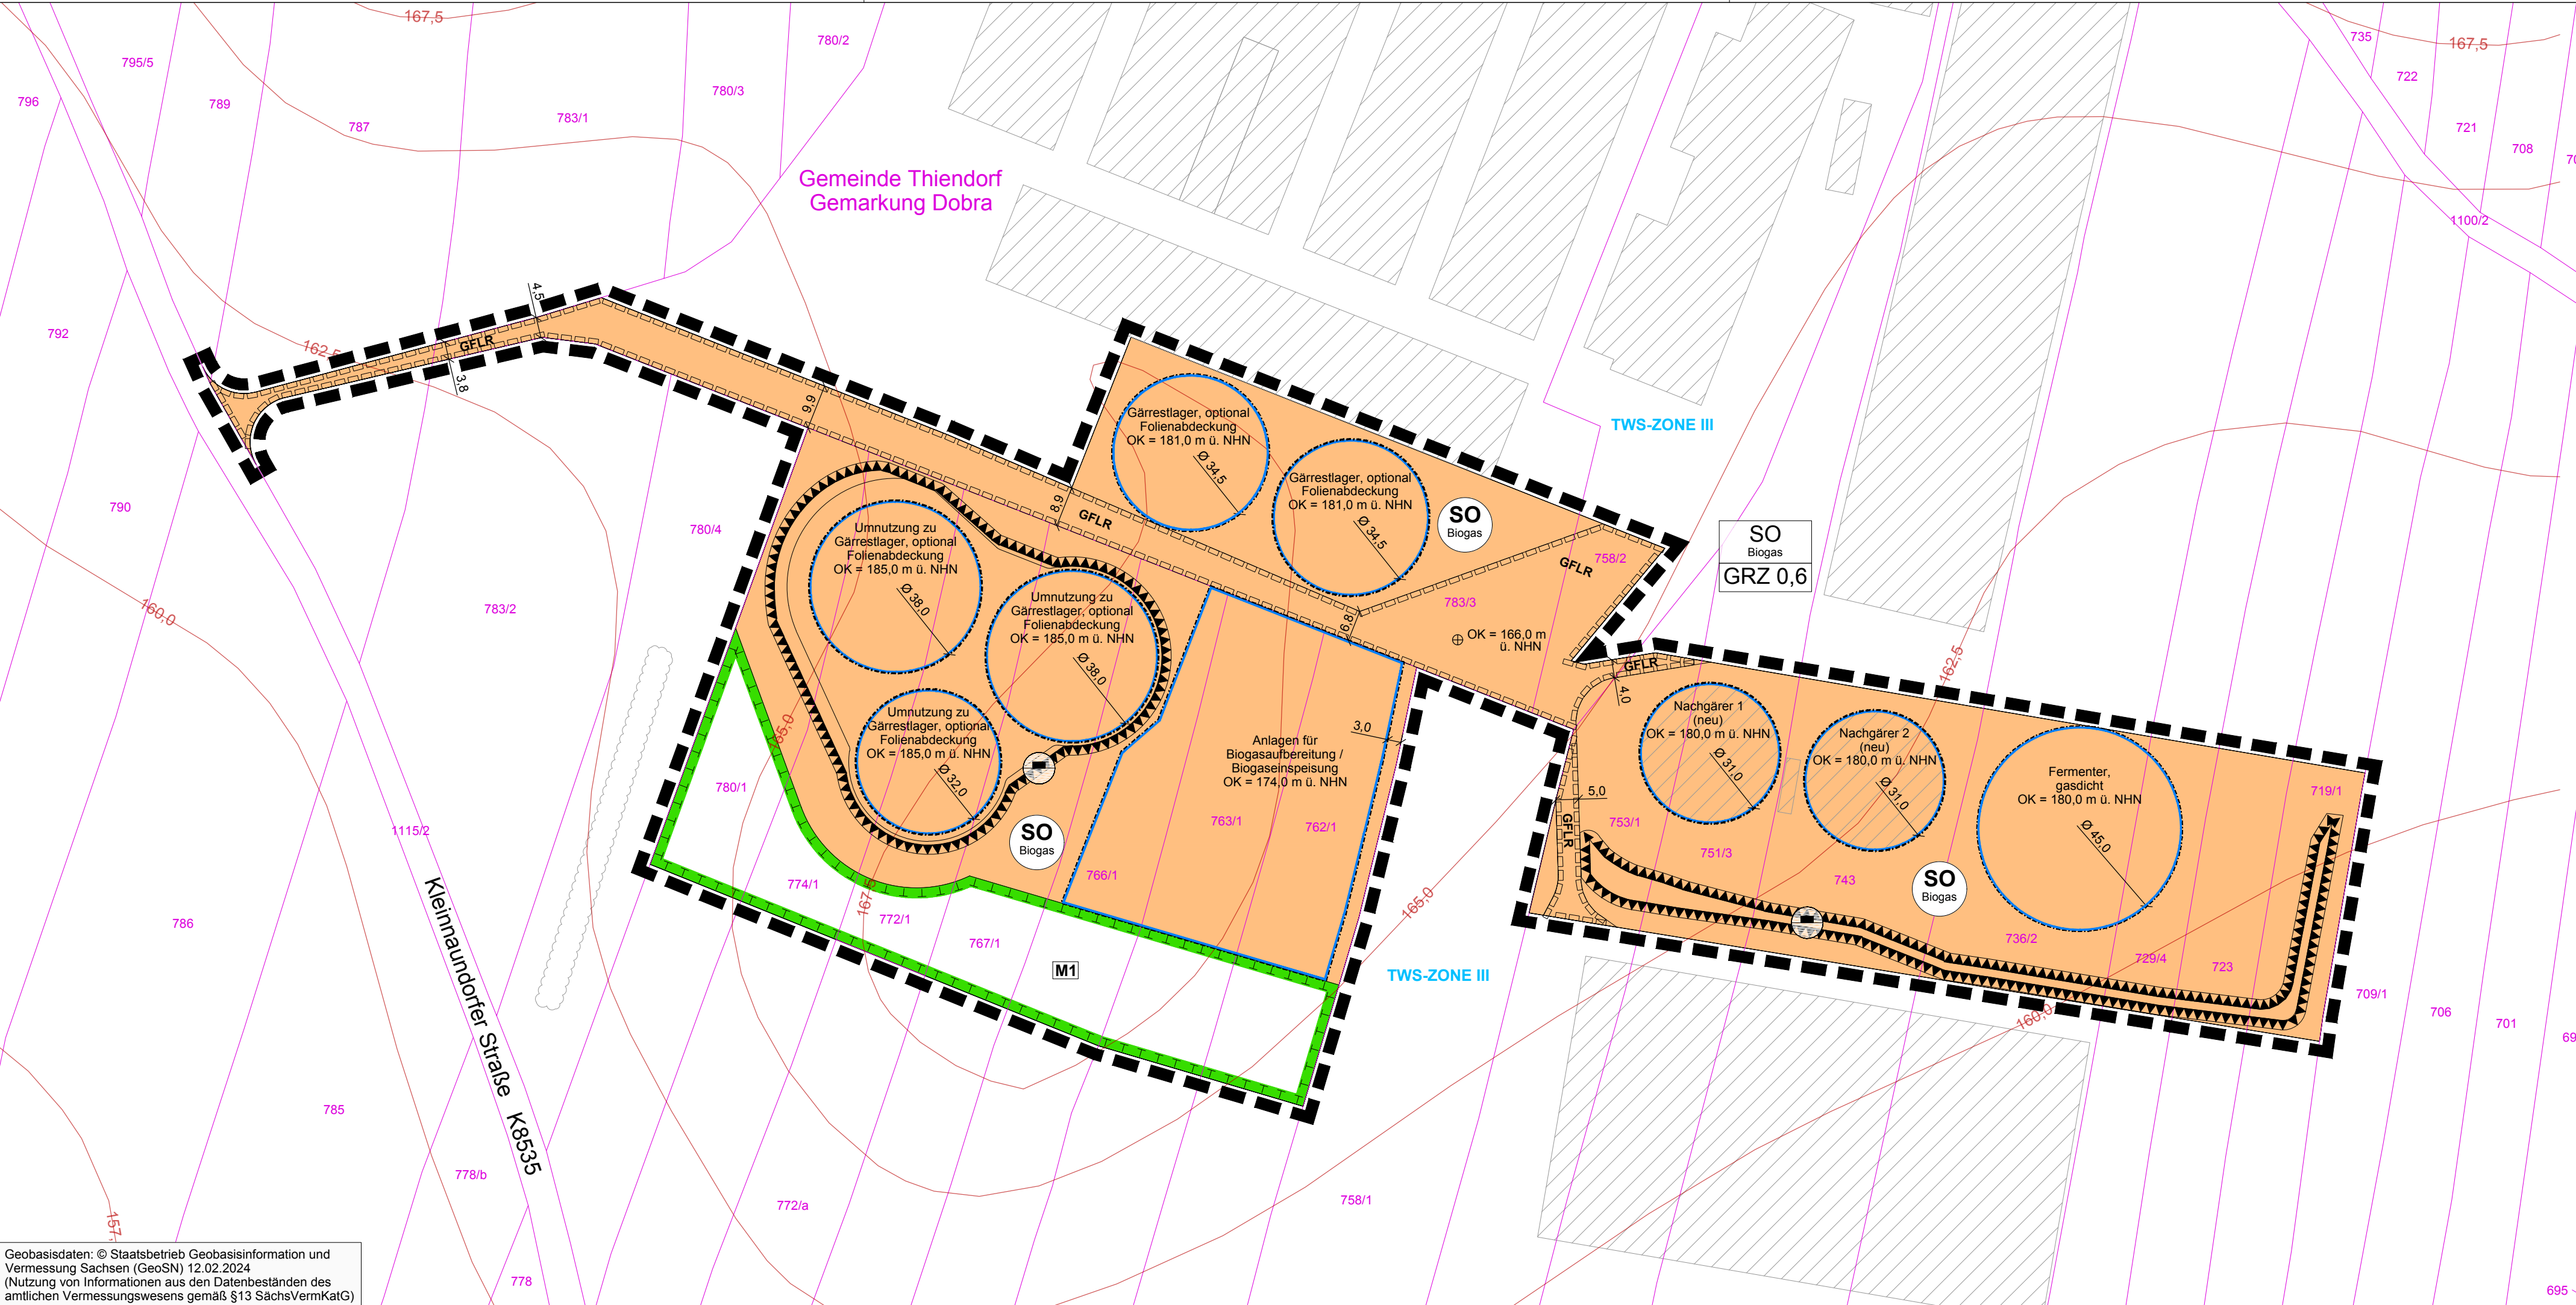 167,5
780/2
735
167,5
795/5
722
796
789
780/3
787
783/1
721
708
Gemeinde Thiendorf
Gemarkung Dobra
1100/2
4,5
792
162,5
GFLR
3,8
9,9
Gärrestlager, optional
Folienabdeckung
OK = 181,0 m ü. NHN
Ø 34,5
TWS-ZONE III
Gärrestlager, optional
Folienabdeckung
OK = 181,0 m ü. NHN
Ø 34,5
8,9
GFLR
SO
Biogas
790
780/4
Umnutzung zu
Gärrestlager, optional
Folienabdeckung
OK = 185,0 m ü. NHN
Ø 38,0
GFLR
758/2
SO
Biogas
GRZ 0,6
160,0
783/2
Umnutzung zu
Gärrestlager, optional
Folienabdeckung
OK = 185,0 m ü. NHN
Ø 38,0
783/3
6,8
OK = 166,0 m
ü. NHN
GFLR
4,0
162,5
Umnutzung zu
Gärrestlager, optional
Folienabdeckung
OK = 185,0 m ü. NHN
Ø 32,0
165,0
3,0
Anlagen für
Biogasaufbereitung /
Biogaseinspeisung
OK = 174,0 m ü. NHN
Nachgärer 1
(neu)
OK = 180,0 m ü. NHN
Ø 31,0
Nachgärer 2
(neu)
OK = 180,0 m ü. NHN
Ø 31,0
Fermenter,
gasdicht
OK = 180,0 m ü. NHN
Ø 45,0
780/1
5,0
719/1
1115/2
SO
Biogas
763/1
762/1
GFLR
753/1
751/3
774/1
766/1
743
SO
Biogas
167,5
772/1
165,0
786
767/1
736/2
M1
TWS-ZONE III
729/4
723
709/1
706
701
160,0
Kleinnaundorfer Straße K8535
785
778/b
772/a
758/1
157,
778
695
Geobasisdaten: © Staatsbetrieb Geobasisinformation und
Vermessung Sachsen (GeoSN) 12.02.2024
(Nutzung von Informationen aus den Datenbeständen des
amtlichen Vermessungswesens gemäß §13 SächsVermKatG)